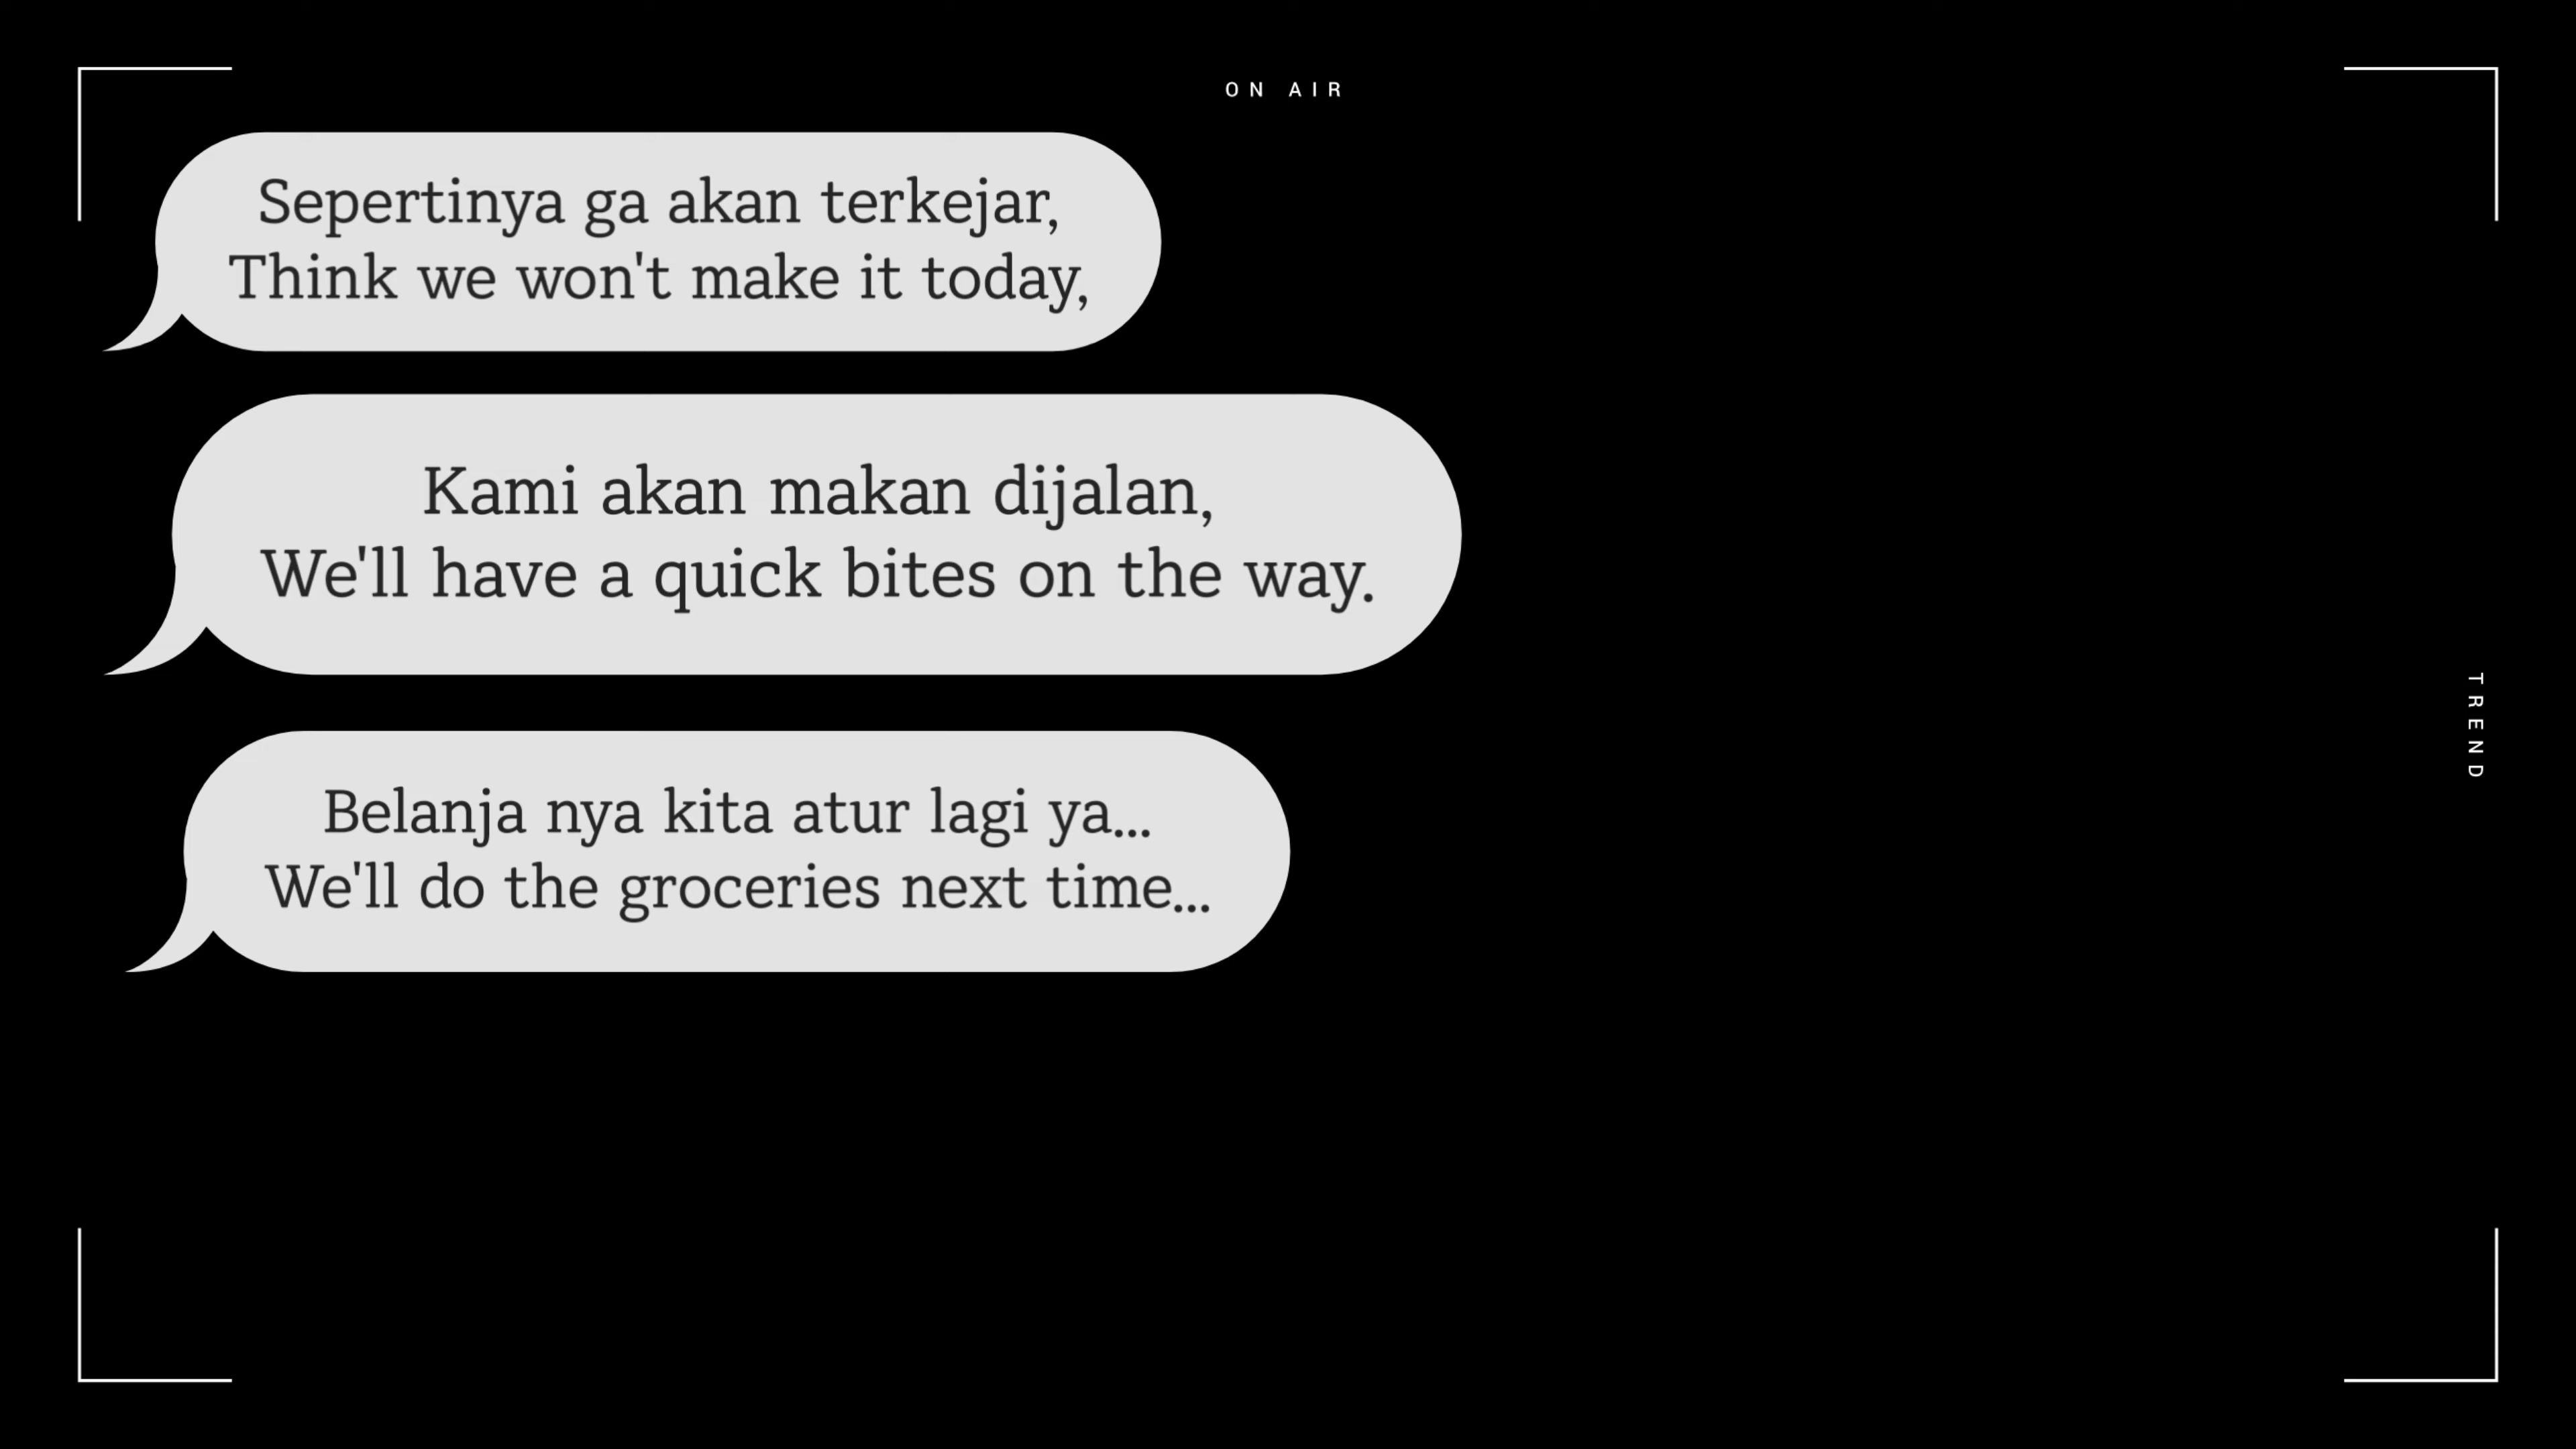 ON AIR
Sepertinya ga akan terkejar,
Think we won't make it today,
Kami akan makan dijalan,
We'll have a quick bites on the way.
TREND
Belanja nya kita atur lagi ya...
We'll do the groceries next time...